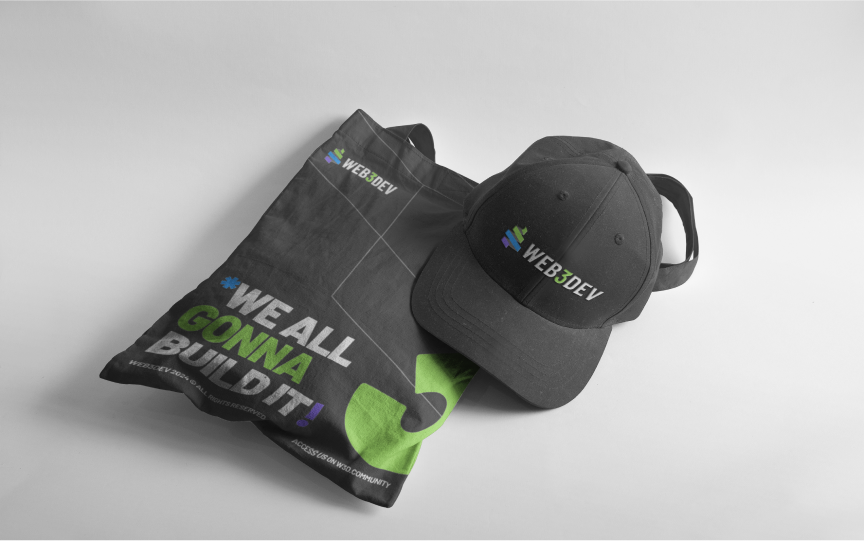 WEB3DEV
WEB3DEV
*WE ALL
GONNA
BUILD IT!
WEB3DEV 2024 © ALL RIGHTS RESERVED
ACCESS US ON W3D COMMUNITY